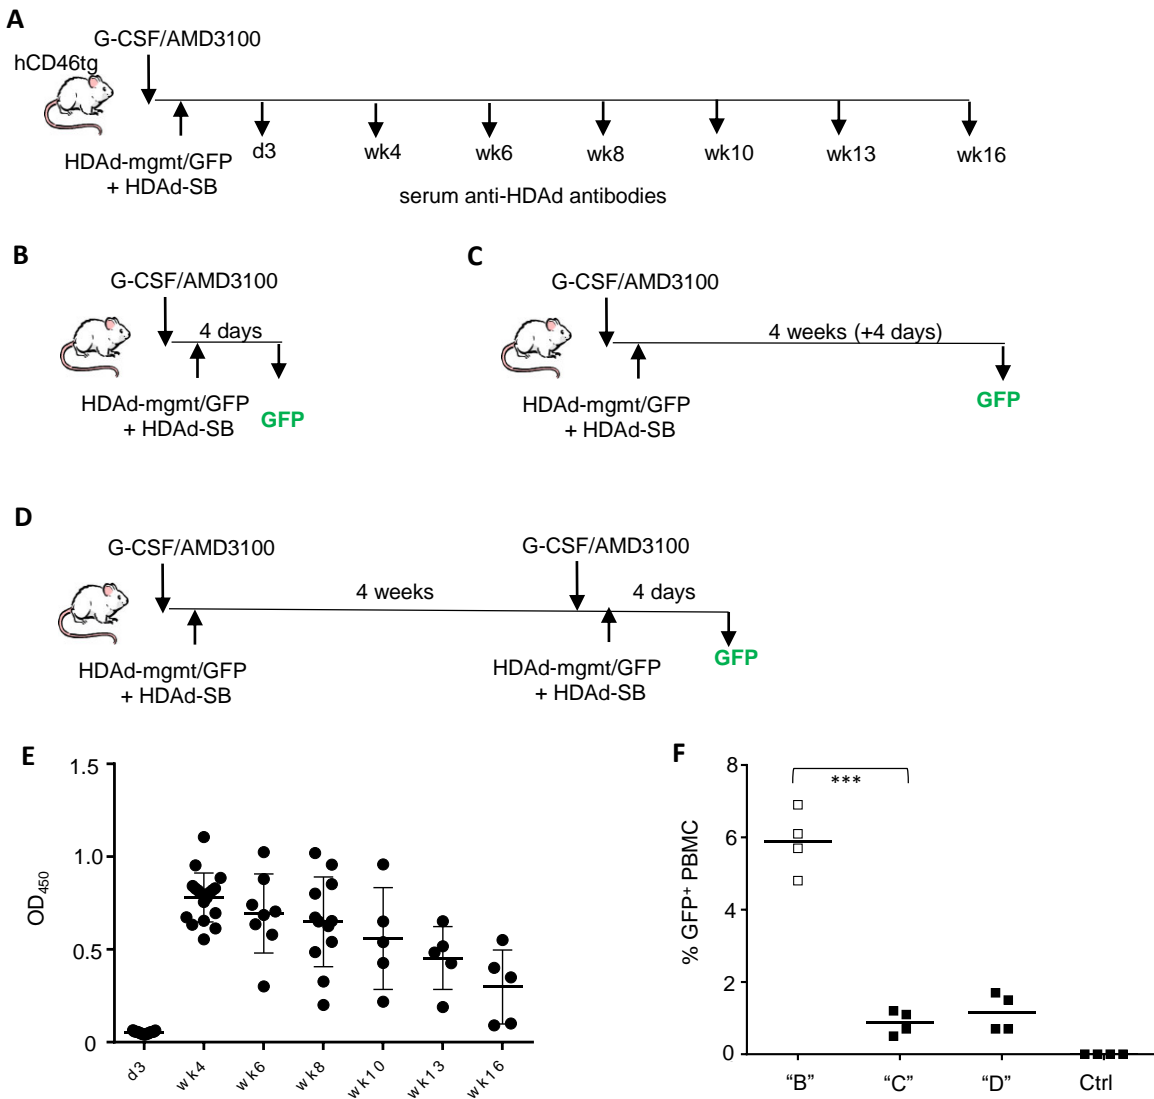 A
G-CSF/AMD3100
hCD46tg
HDAd-mgmt/GFP
+ HDAd-SB
d3 wk4 wk6 wk8 wk10 wk13 wk16
serum anti-HDAd antibodies
B
G-CSF/AMD3100
4 days
HDAd-mgmt/GFP
+ HDAd-SB
GFP
C
G-CSF/AMD3100
4 weeks (+4 days)
HDAd-mgmt/GFP
+ HDAd-SB
GFP
D
G-CSF/AMD3100
G-CSF/AMD3100
4 weeks
4 days
HDAd-mgmt/GFP
+ HDAd-SB
HDAd-mgmt/GFP
+ HDAd-SB
GFP
E
1.5
1.0
0.5
0
OD450
d3 wk4 wk6 wk8 wk10 wk13 wk16
F
8
6
4
2
0
% GFP+ PBMC
***
“B” “C” “D” Ctrl